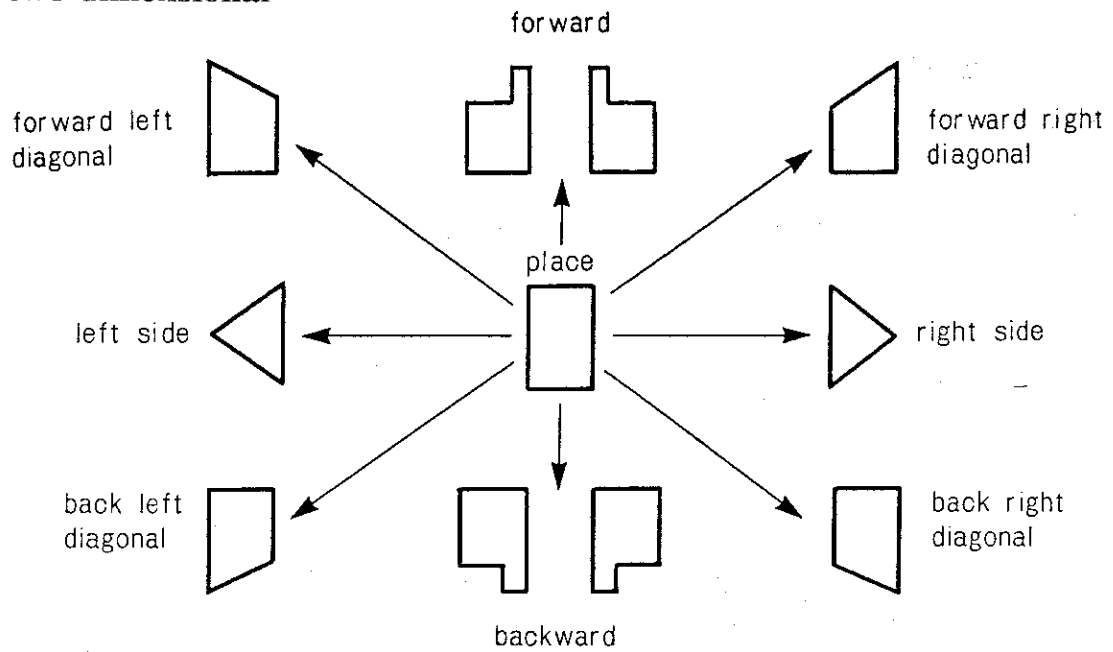 forward
forward left
diagonal
forward right
diagonal
place
left side
right side
back left
diagonal
back right
diagonal
backward